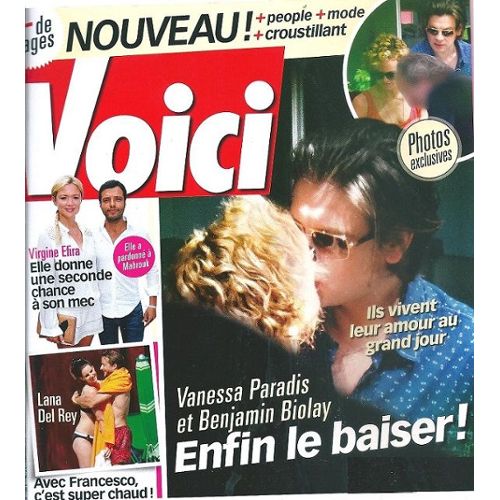 + de
pages
NOUVEAU !
+people +mode
+croustillant
Voici
Photos
exclusives
Virgine Efira
Elle donne
une seconde
chance
à son mec
Elle a
pardonné à
Mabrouk
Ils vivent
leur amour au
grand jour
Lana
Del Rey
Avec Francesco,
c'est super chaud !
Vanessa Paradis
et Benjamin Biolay
Enfin le baiser !